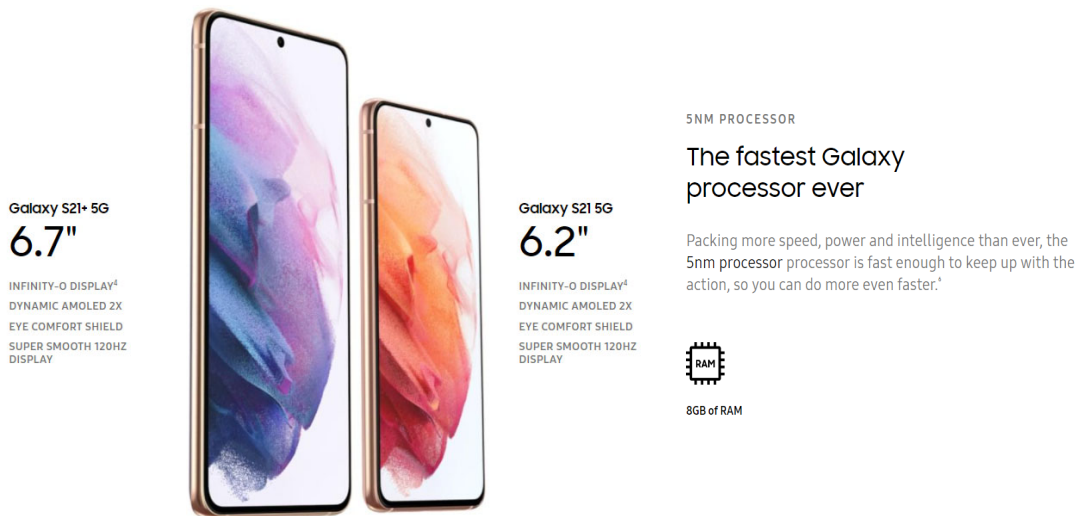 Galaxy S21+ 5G
6.7"
INFINITY-O DISPLAY⁴
DYNAMIC AMOLED 2X
EYE COMFORT SHIELD
SUPER SMOOTH 120HZ
DISPLAY
Galaxy S21 5G
6.2"
INFINITY-O DISPLAY⁴
DYNAMIC AMOLED 2X
EYE COMFORT SHIELD
SUPER SMOOTH 120HZ
DISPLAY
5NM PROCESSOR
The fastest Galaxy
processor ever
Packing more speed, power and intelligence than ever, the
5nm processor processor is fast enough to keep up with the
action, so you can do more even faster.
RAM
8GB of RAM